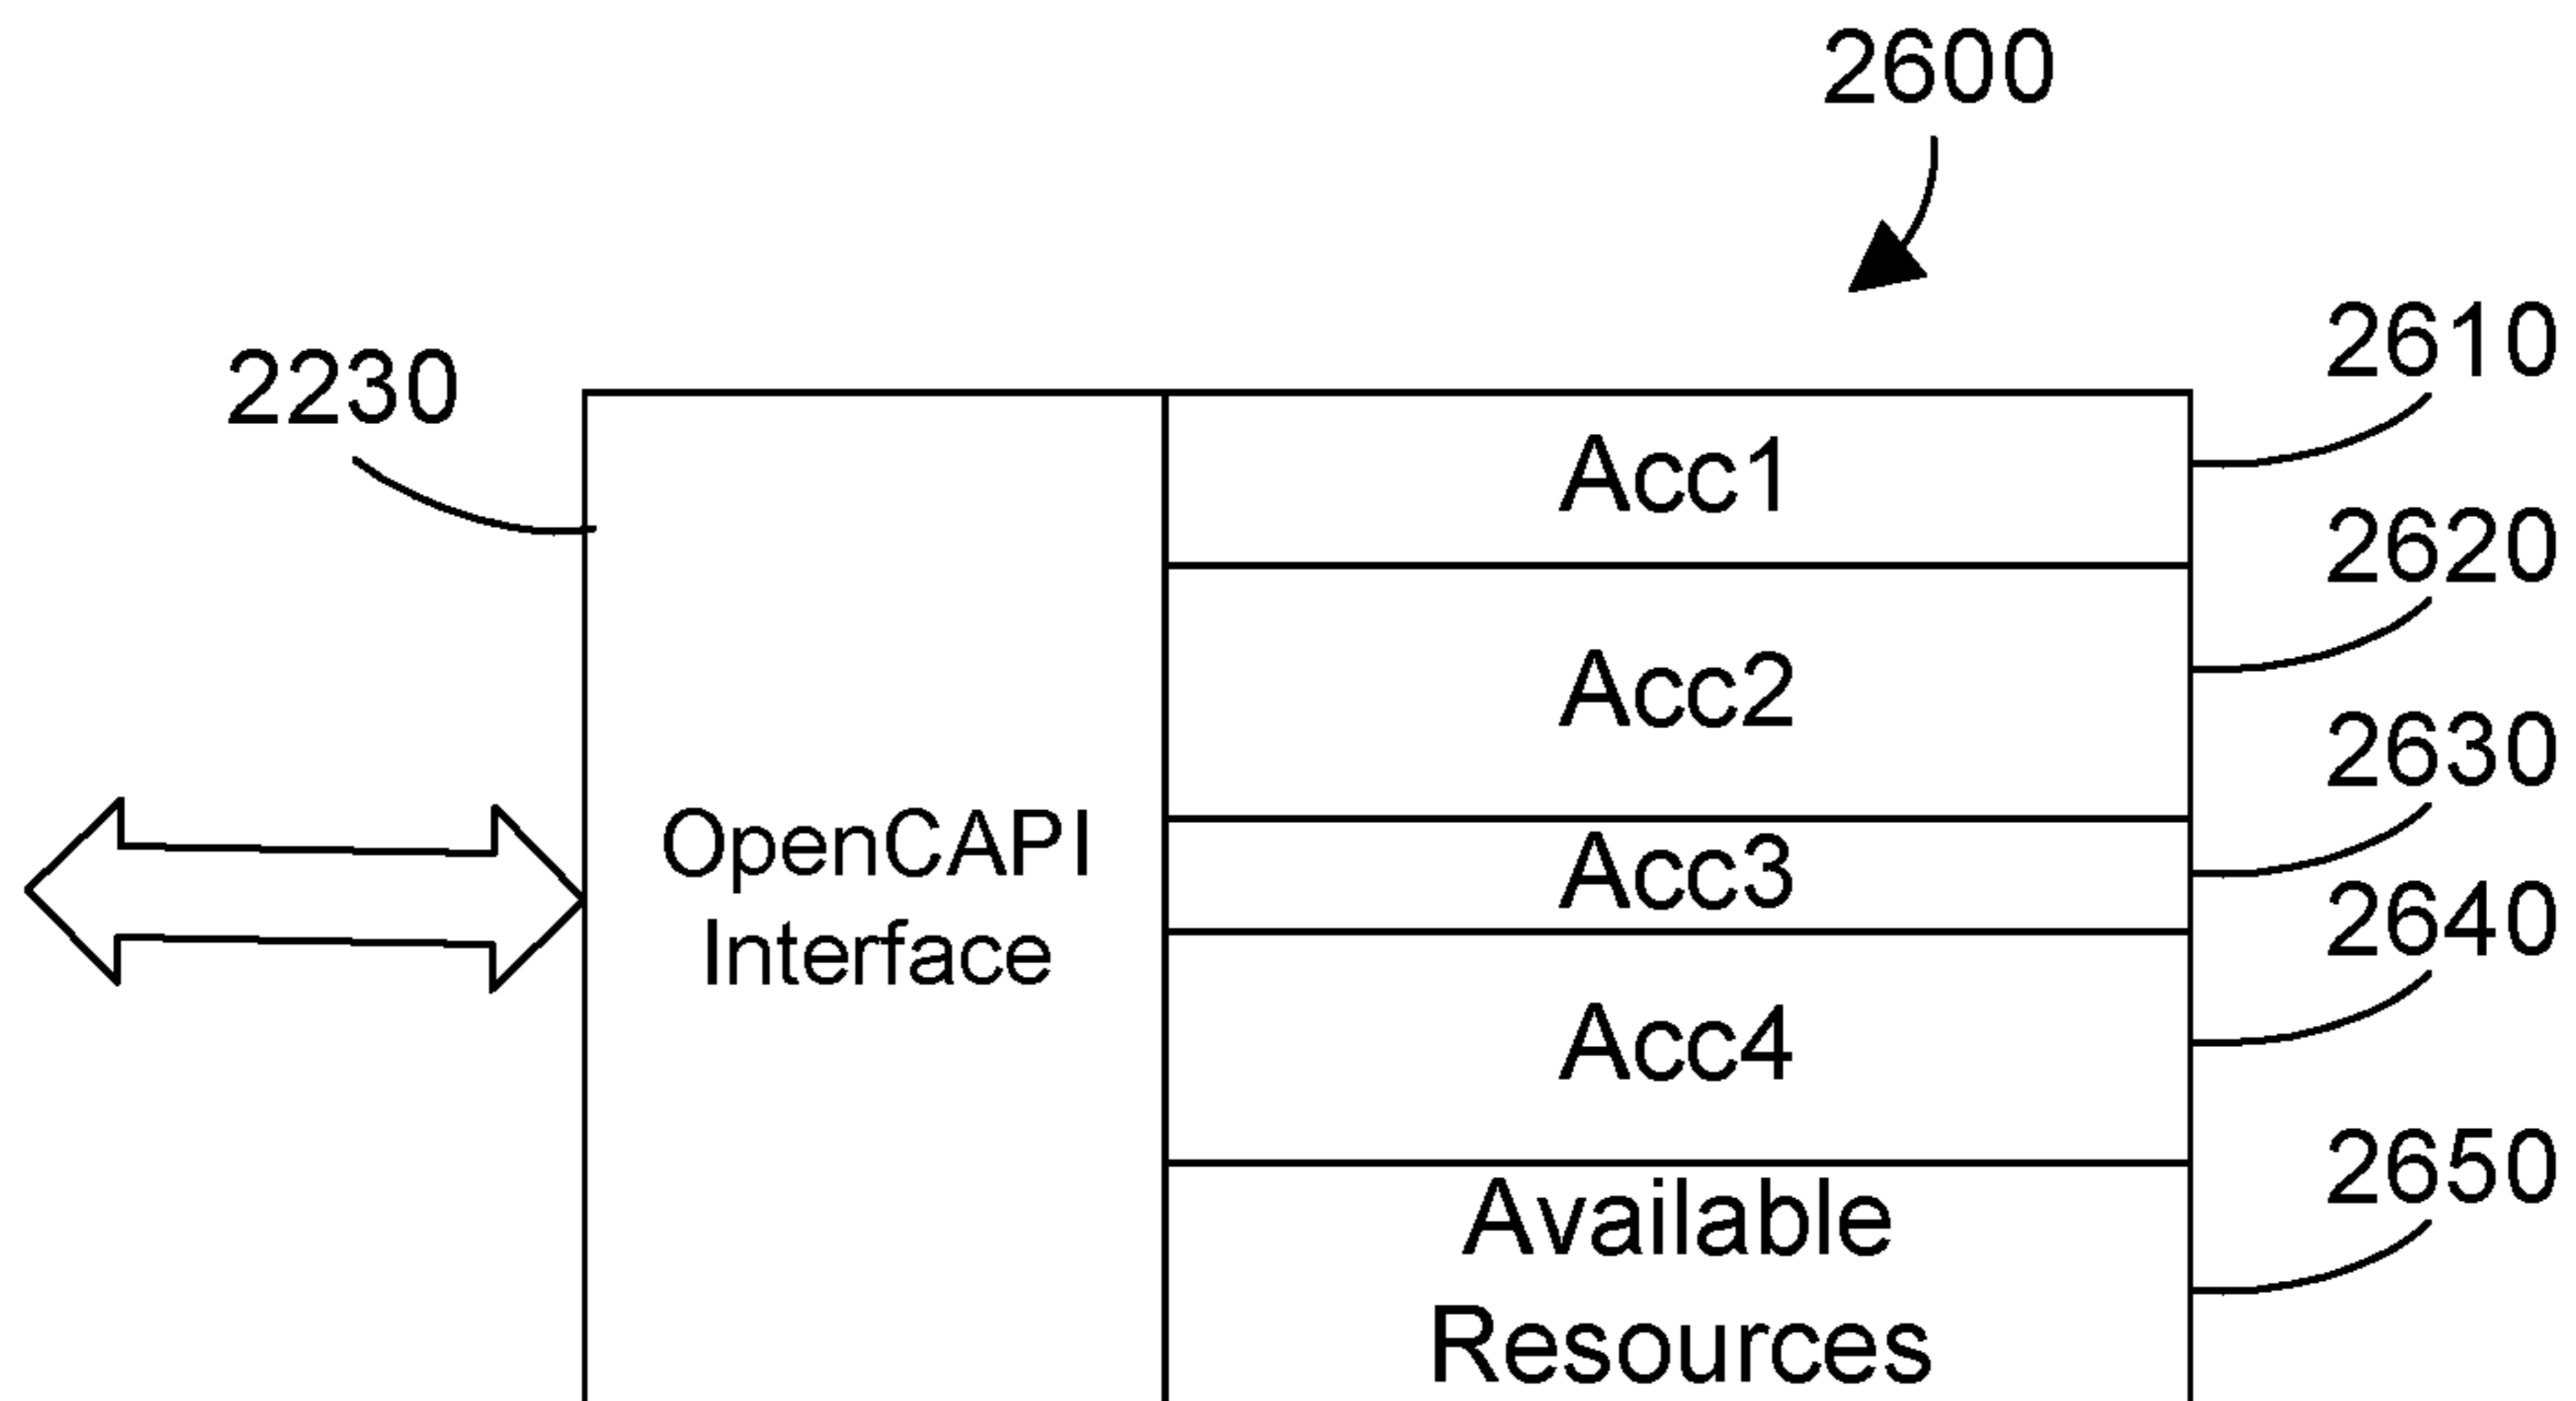 2600
2610
2230
Acc1
2620
Acc2
2630
OpenCAPI
Interface
Acc3
2640
Acc4
2650
Available
Resources